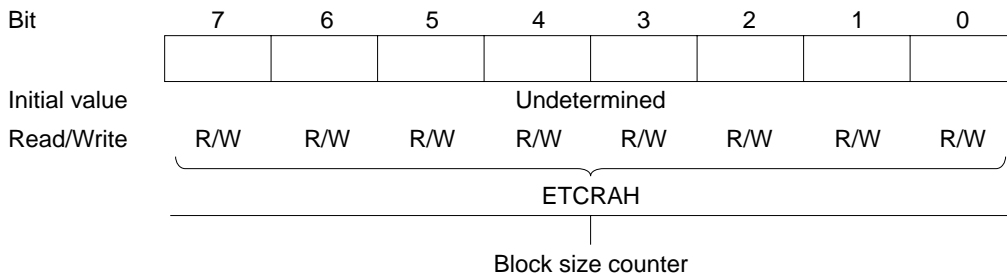 Bit 7 6 5 4 3 2 1 0
Initial value Undetermined
Read/Write R/W R/W R/W R/W R/W R/W R/W R/W
ETCRAH
Block size counter